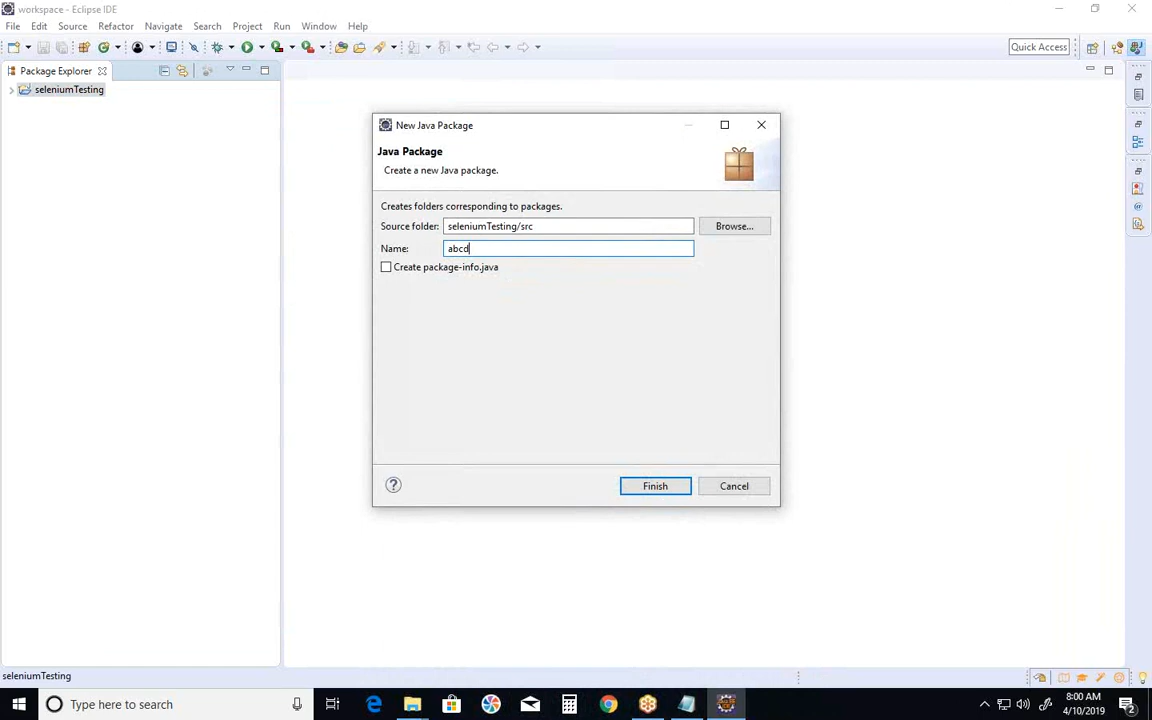 workspace - Eclipse IDE
File Edit Source Refactor Navigate Search Project Run Window Help
Quick Access
Package Explorer
seleniumTesting
New Java Package
Java Package
Create a new Java package.
Creates folders corresponding to packages.
Source folder: seleniumTesting/src Browse...
Name: abcd
Create package-info.java
? Finish Cancel
seleniumTesting
Type here to search
8:00 AM
4/10/2019
2